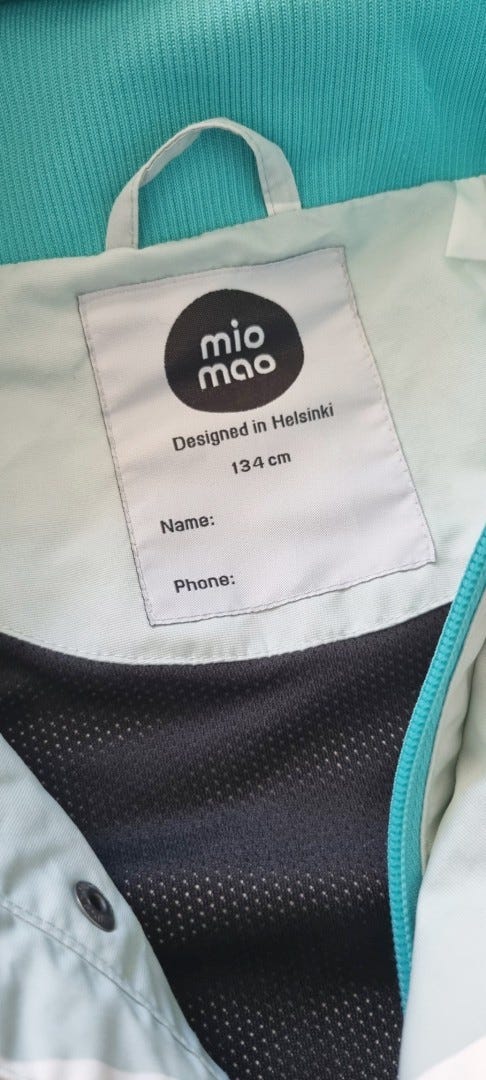 mio
mao
Designed in Helsinki
134 cm
Name:
Phone: